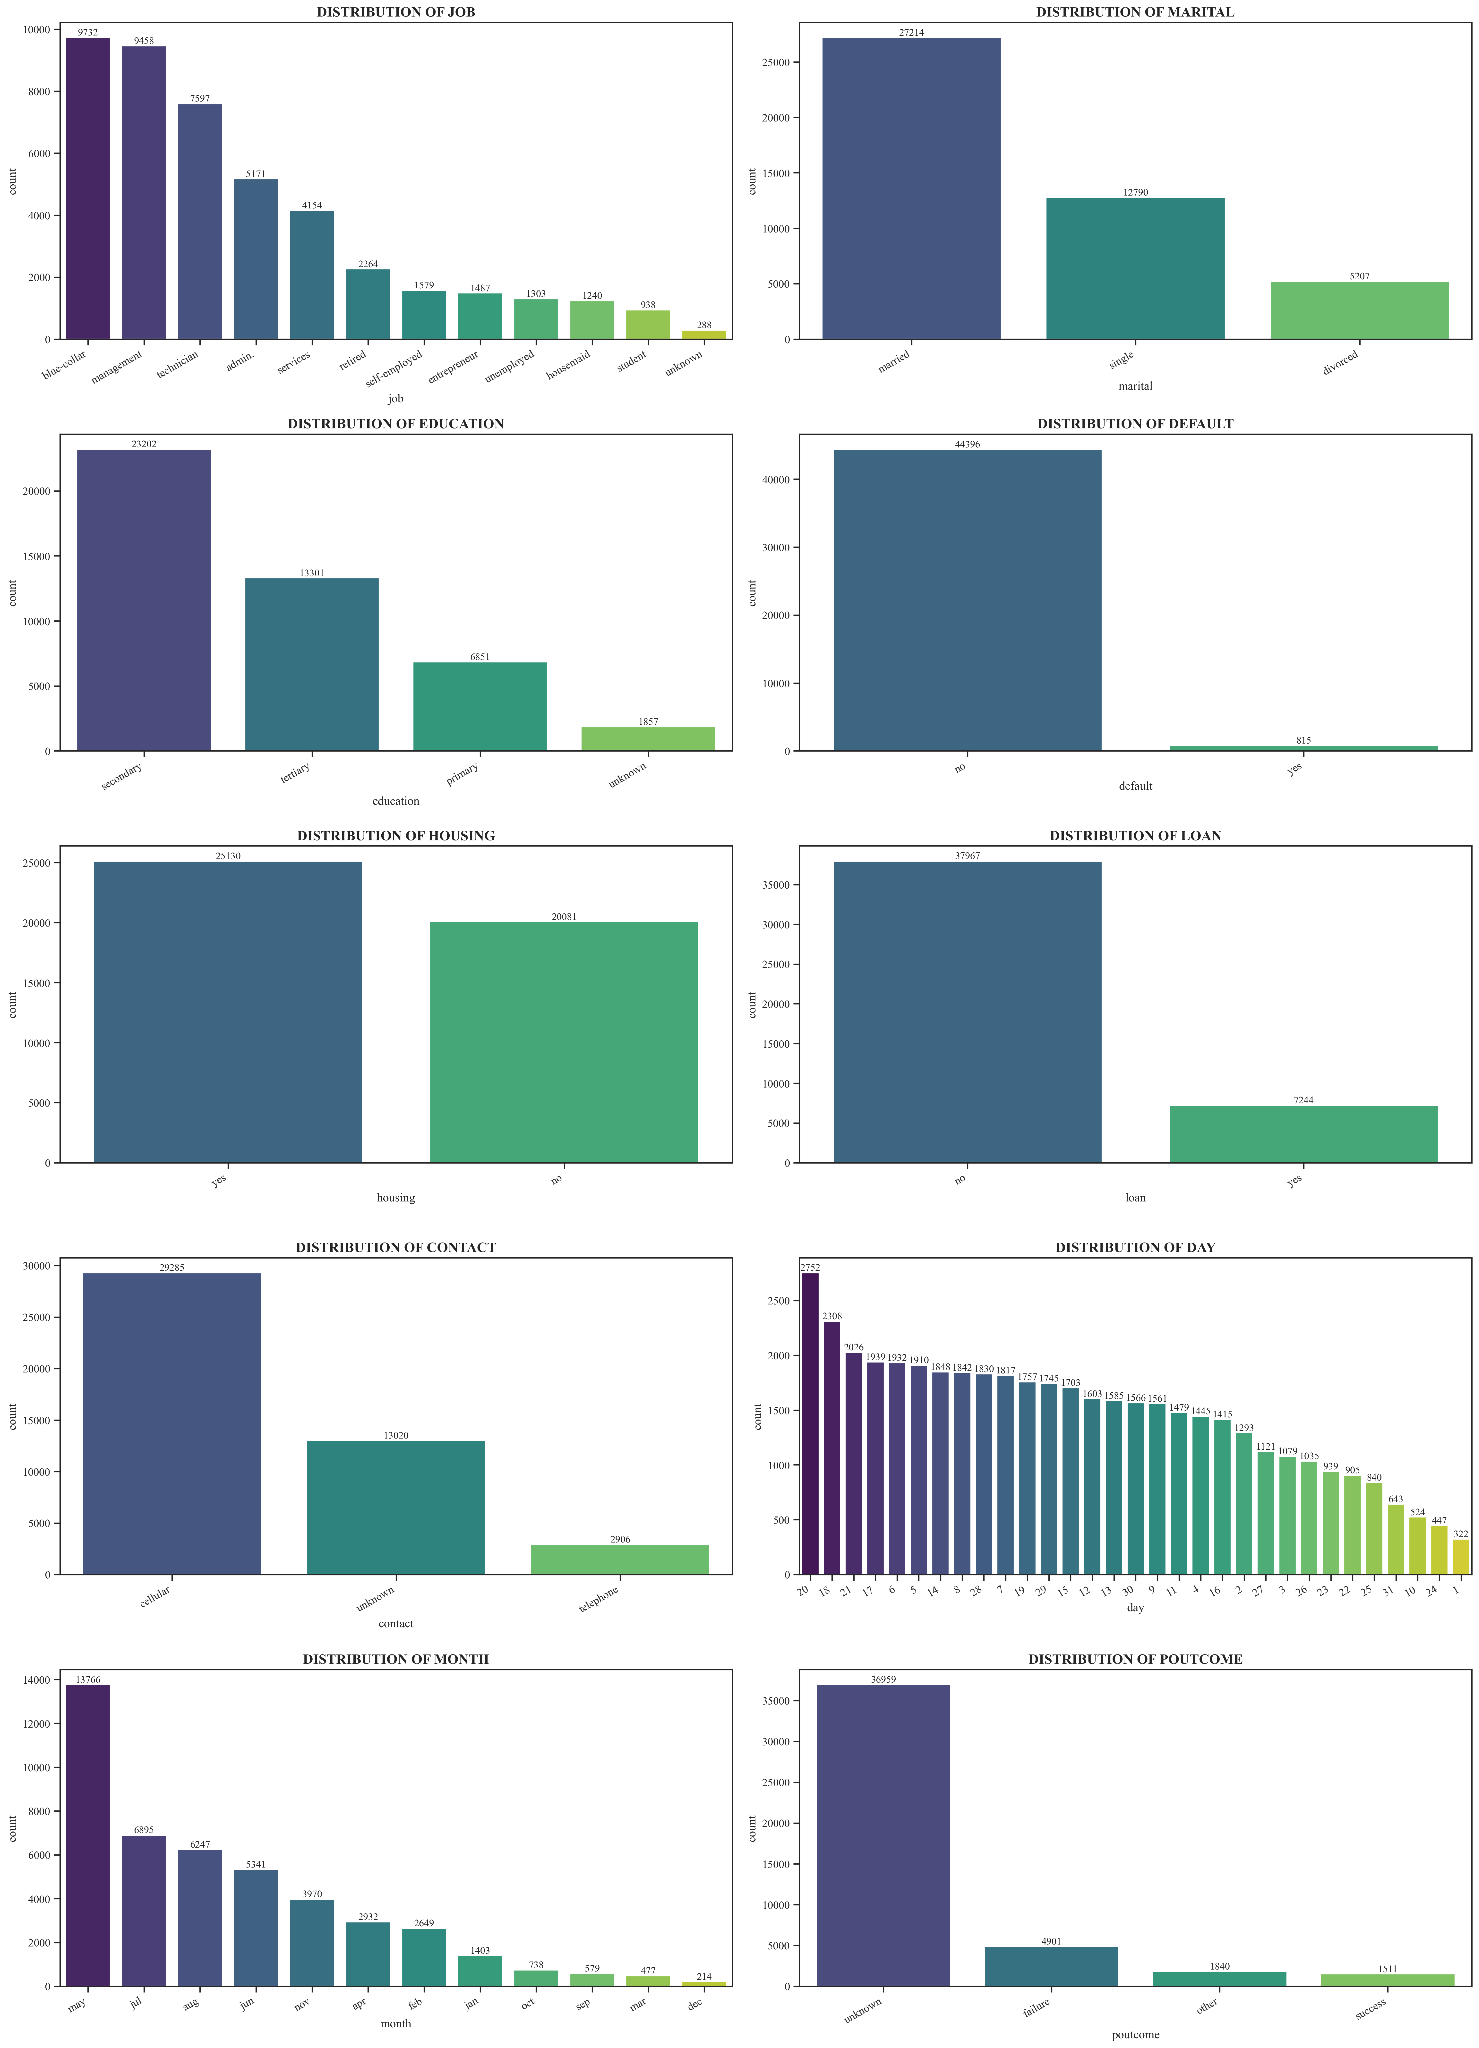 DISTRIBUTION OF JOB
10000
8000
6000
4000
2000
0
count
9732
9458
7597
5171
4154
2264
1579
1487
1303
1240
938
288
blue-collar
management
technician
admin.
services
retired
self-employed
entrepreneur
unemployed
housemaid
student
unknown
job
DISTRIBUTION OF MARITAL
25000
20000
15000
10000
5000
0
count
27214
12790
5207
married
single
divorced
marital
DISTRIBUTION OF EDUCATION
20000
15000
10000
5000
0
count
23202
13301
6851
1857
secondary
tertiary
primary
unknown
education
DISTRIBUTION OF DEFAULT
40000
30000
20000
10000
0
count
44396
815
no
yes
default
DISTRIBUTION OF HOUSING
25000
20000
15000
10000
5000
0
count
25130
20081
yes
no
housing
DISTRIBUTION OF LOAN
35000
30000
25000
20000
15000
10000
5000
0
count
37967
7244
no
yes
loan
DISTRIBUTION OF CONTACT
30000
25000
20000
15000
10000
5000
0
count
29285
13020
2906
cellular
unknown
telephone
contact
DISTRIBUTION OF DAY
2500
2000
1500
1000
500
0
count
2752
2308
2026
1939
1932
1910
1848
1842
1830
1817
1757
1745
1703
1603
1585
1566
1561
1479
1445
1415
1293
1121
1079
1035
939
905
840
643
524
447
322
20
18
21
17
6
5
14
8
28
7
19
29
15
12
13
30
9
11
4
16
2
27
3
26
23
22
25
31
10
24
1
day
DISTRIBUTION OF MONTH
14000
12000
10000
8000
6000
4000
2000
0
count
13766
6895
6247
5341
3970
2932
2649
1403
738
579
477
214
may
jul
aug
jun
nov
apr
feb
jan
oct
sep
mar
dec
month
DISTRIBUTION OF POUTCOME
35000
30000
25000
20000
15000
10000
5000
0
count
36959
4901
1840
1511
unknown
failure
other
success
poutcome